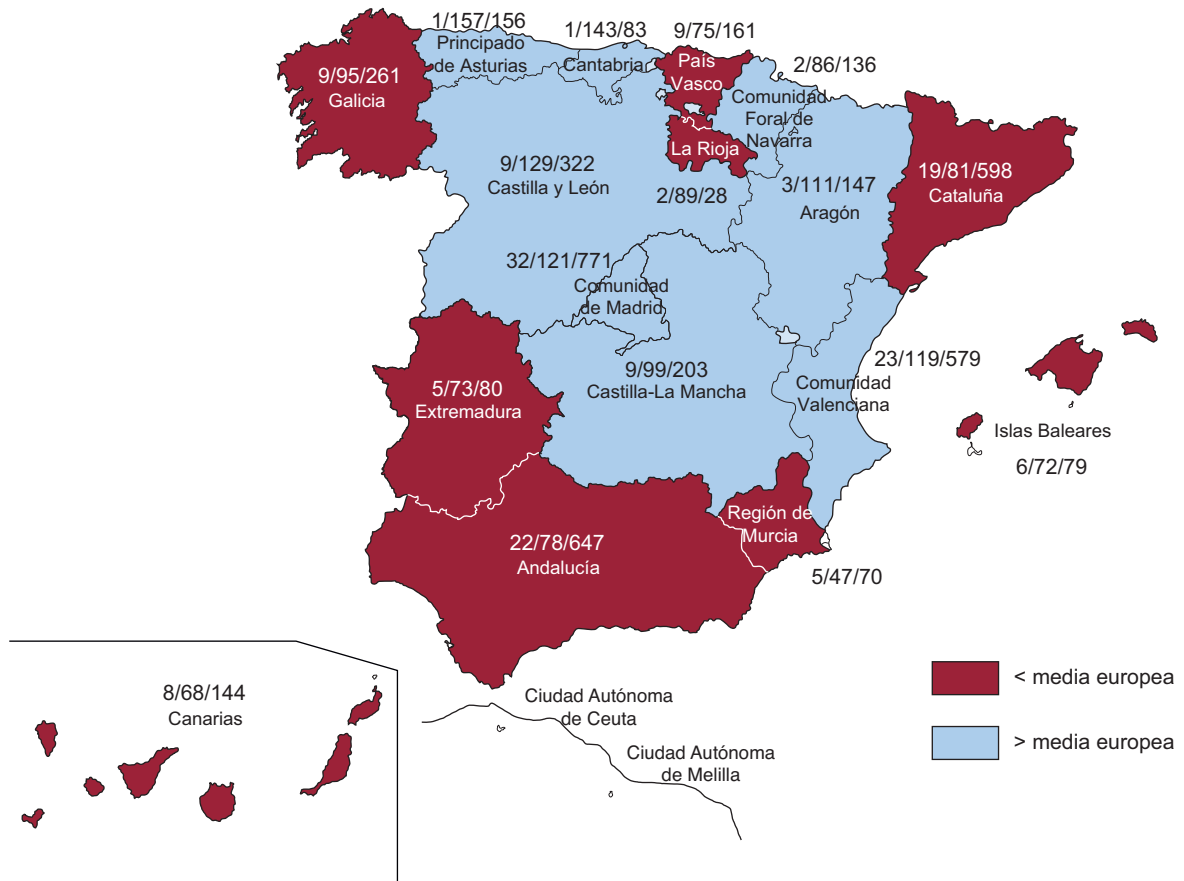 1/157/156
Principado
de Asturias
1/143/83
Cantabria
9/75/161
País
Vasco
2/86/136
Comunidad
Foral de
Navarra
9/95/261
Galicia
La Rioja
2/89/28
9/129/322
Castilla y León
3/111/147
Aragón
19/81/598
Cataluña
32/121/771
Comunidad
de Madrid
23/119/579
Comunidad
Valenciana
9/99/203
Castilla-La Mancha
5/73/80
Extremadura
Islas Baleares
6/72/79
Región de
Murcia
5/47/70
22/78/647
Andalucía
8/68/144
Canarias
Ciudad Autónoma
de Ceuta
Ciudad Autónoma
de Melilla
< media europea
> media europea